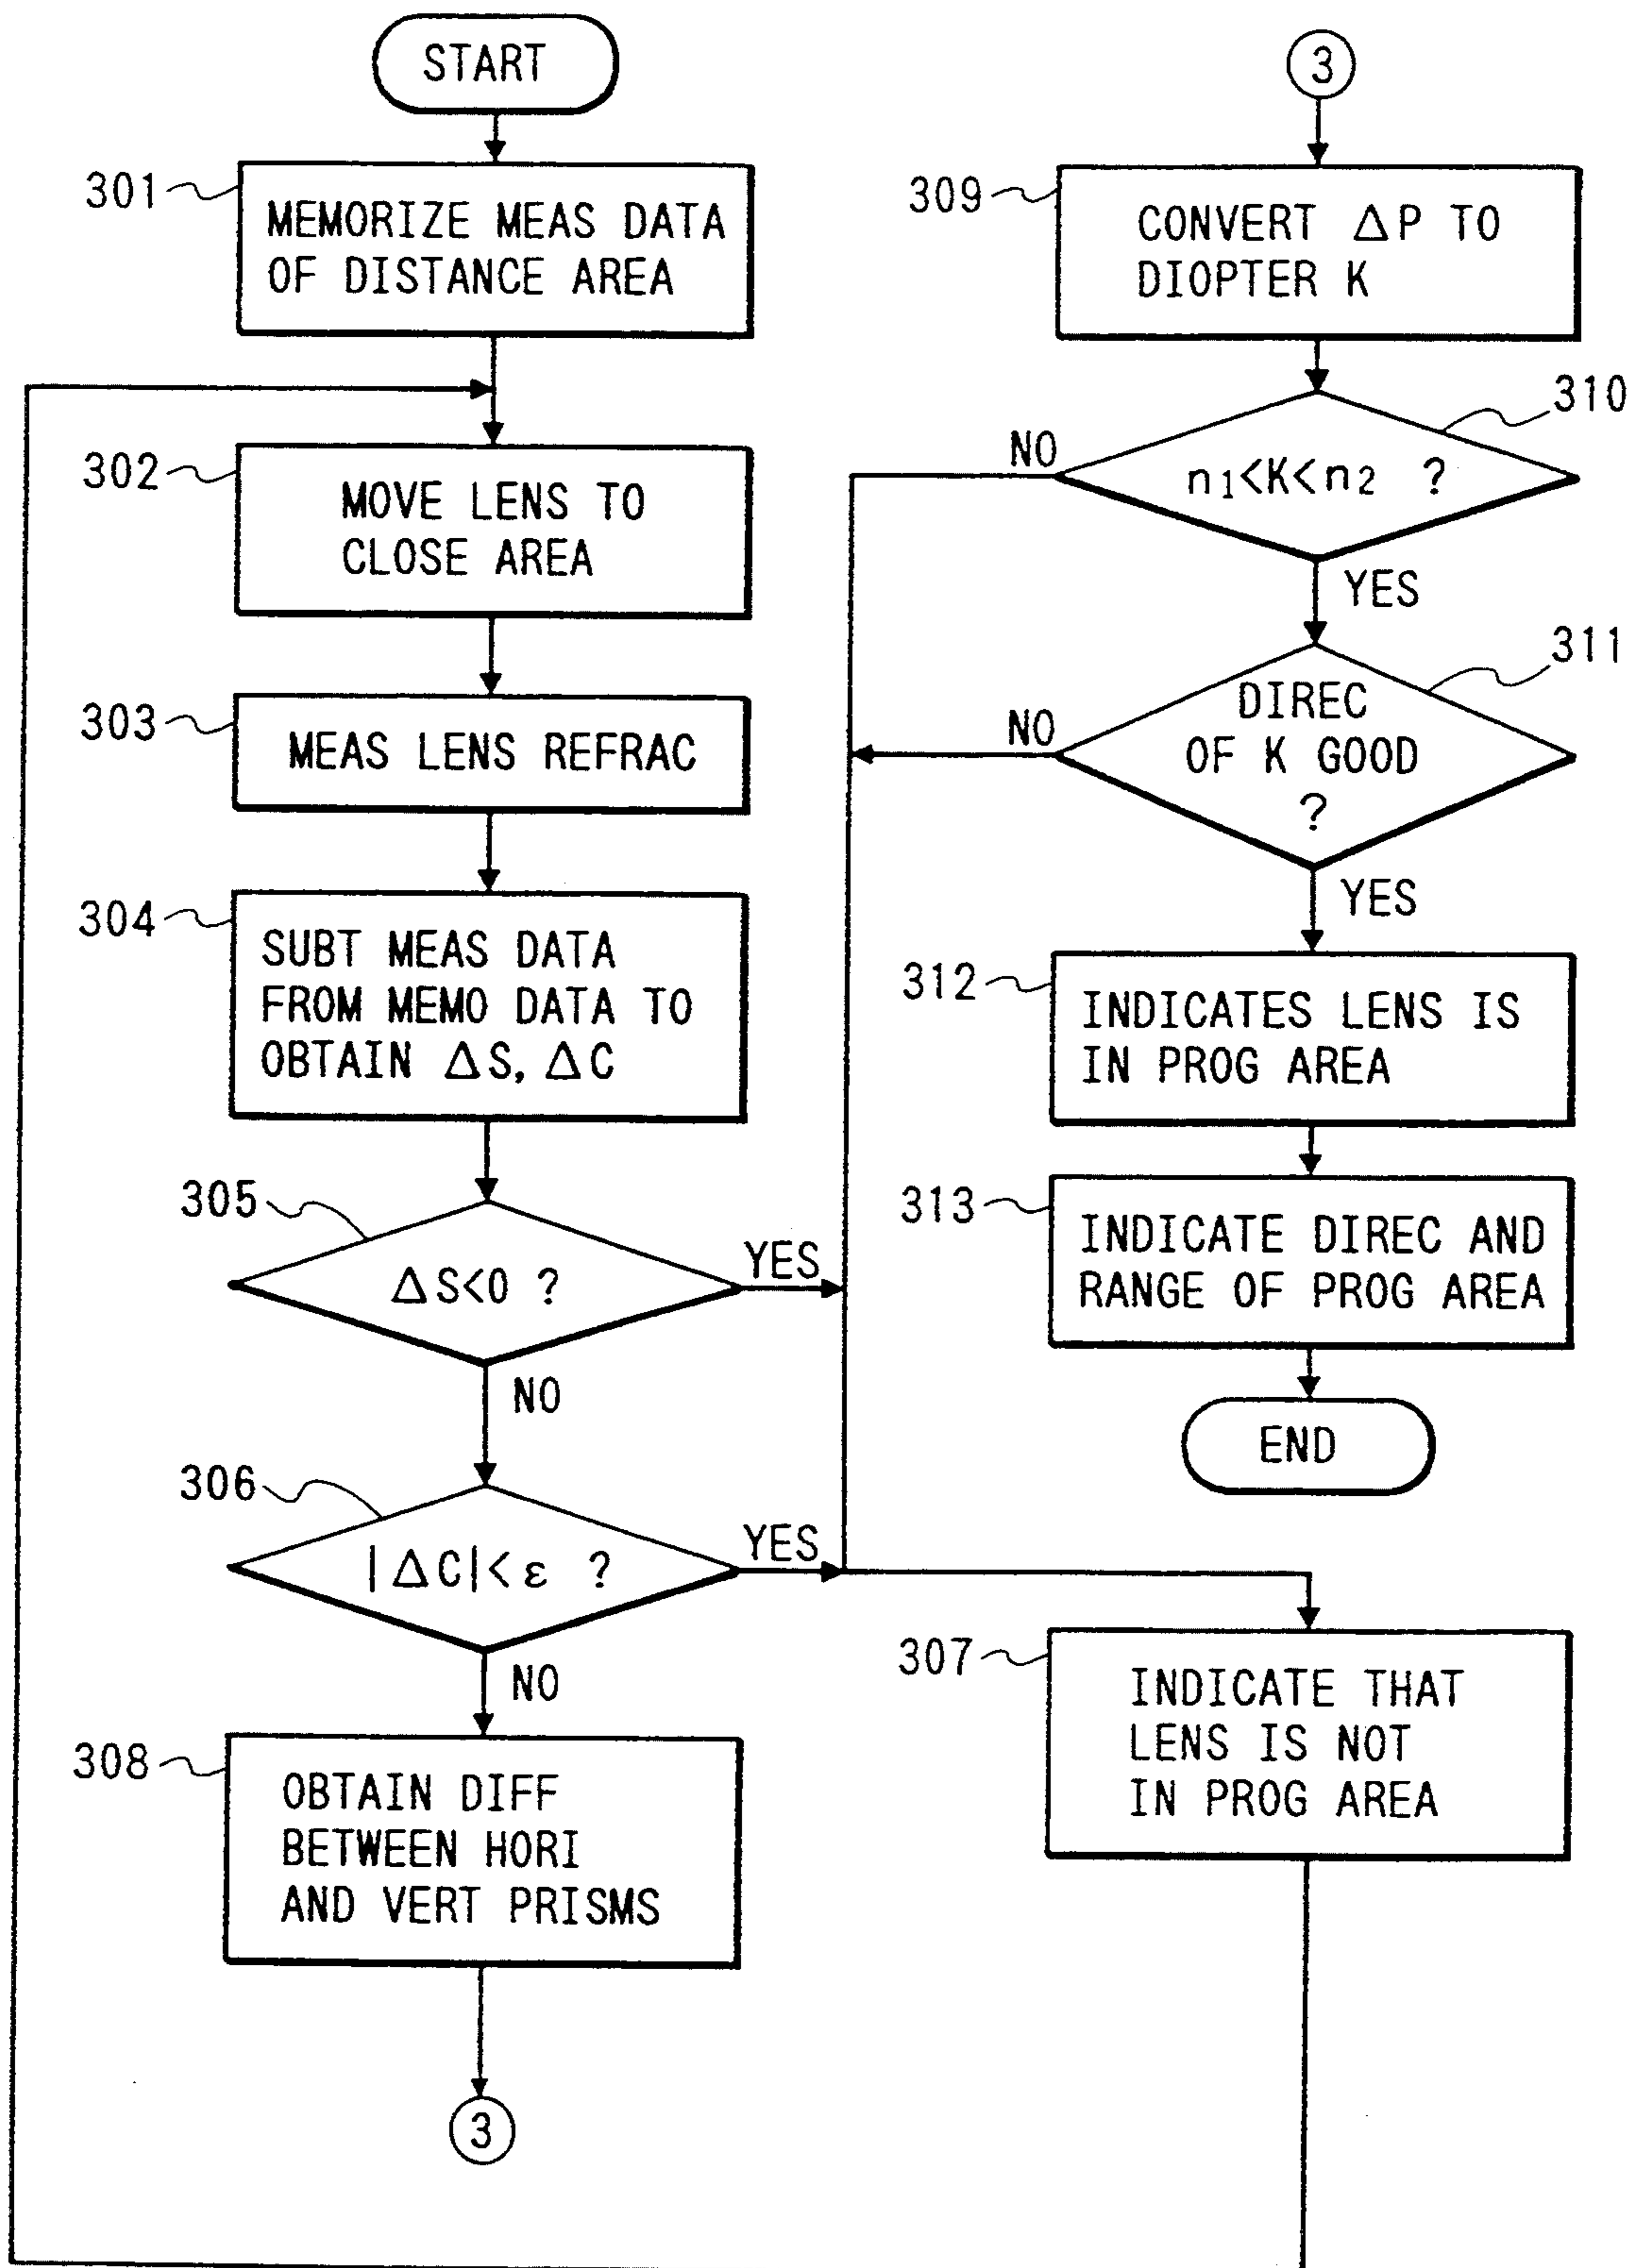 START
301
MEMORIZE MEAS DATA
OF DISTANCE AREA
302
MOVE LENS TO
CLOSE AREA
303
MEAS LENS REFRAC
304
SUBT MEAS DATA
FROM MEMO DATA TO
OBTAIN ΔS, ΔC
305
ΔS<0 ?
YES
NO
306
|ΔC|<ε ?
YES
NO
308
OBTAIN DIFF
BETWEEN HORI
AND VERT PRISMS
3
3
309
CONVERT ΔP TO
DIOPTER K
310
n1<K<n2 ?
NO
YES
311
DIREC
OF K GOOD
?
NO
YES
312
INDICATES LENS IS
IN PROG AREA
313
INDICATE DIREC AND
RANGE OF PROG AREA
END
307
INDICATE THAT
LENS IS NOT
IN PROG AREA